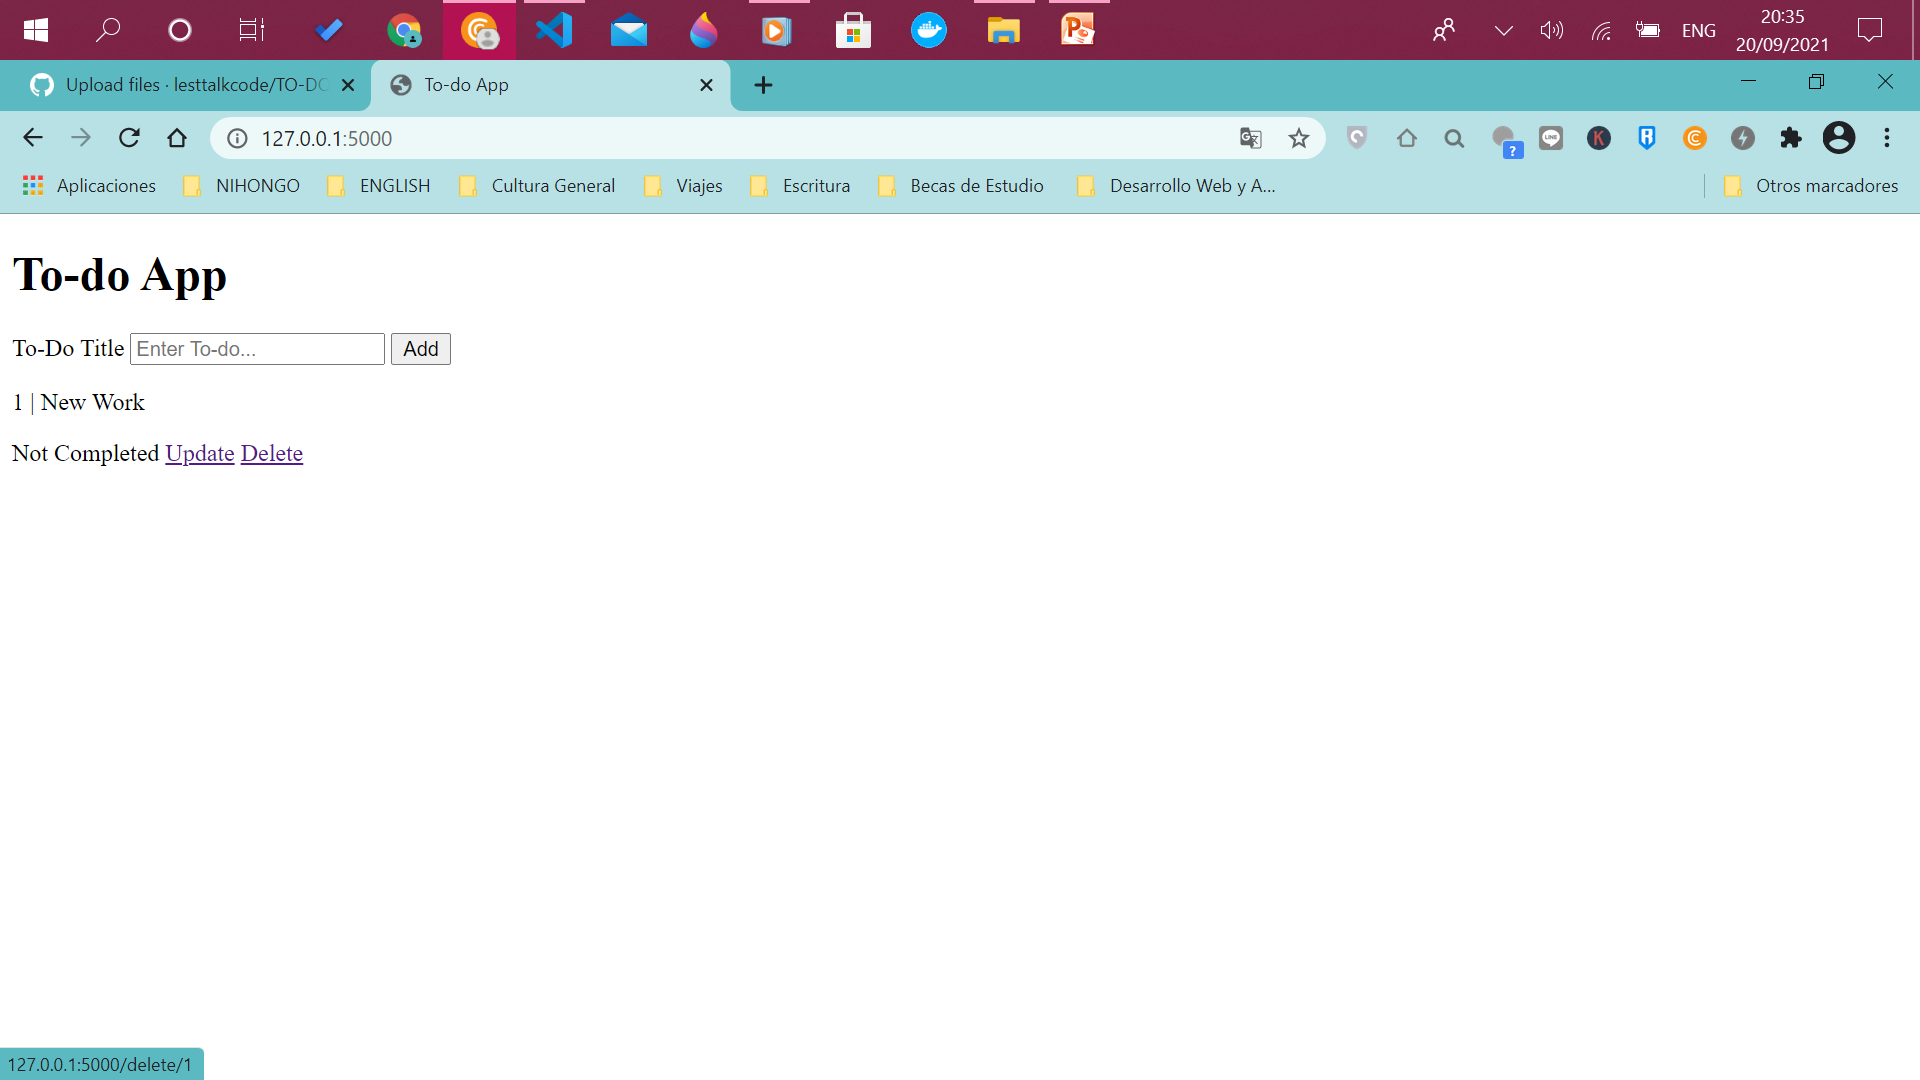 ENG
20:35
20/09/2021
Upload files · lesttalkcode/TO-DO
To-do App
127.0.0.1:5000
?
LINE
K
Aplicaciones
NIHONGO
ENGLISH
Cultura General
Viajes
Escritura
Becas de Estudio
Desarrollo Web y A...
Otros marcadores
To-do App
To-Do Title Enter To-do... Add
1 | New Work
Not Completed Update Delete
127.0.0.1:5000/delete/1